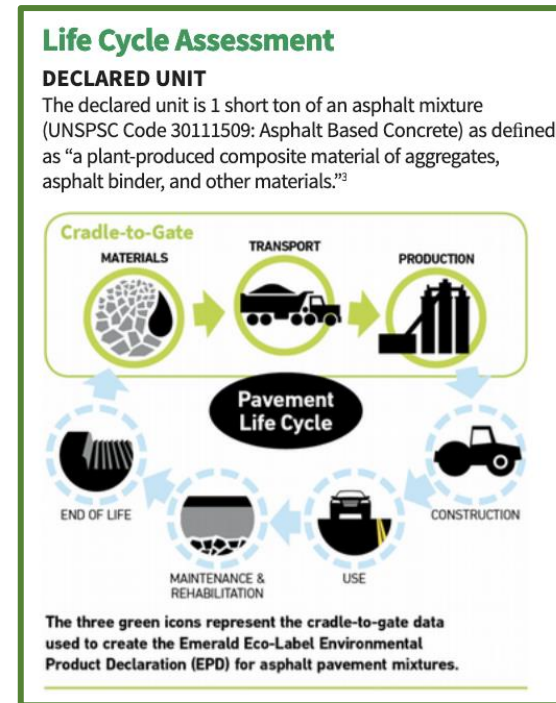 Life Cycle Assessment
DECLARED UNIT
The declared unit is 1 short ton of an asphalt mixture
(UNSPSC Code 30111509: Asphalt Based Concrete) as defined
as “a plant-produced composite material of aggregates,
asphalt binder, and other materials.”3
Cradle-to-Gate
MATERIALS
TRANSPORT
PRODUCTION
Pavement
Life Cycle
END OF LIFE
MAINTENANCE &
REHABILITATION
USE
CONSTRUCTION
The three green icons represent the cradle-to-gate data
used to create the Emerald Eco-Label Environmental
Product Declaration (EPD) for asphalt pavement mixtures.